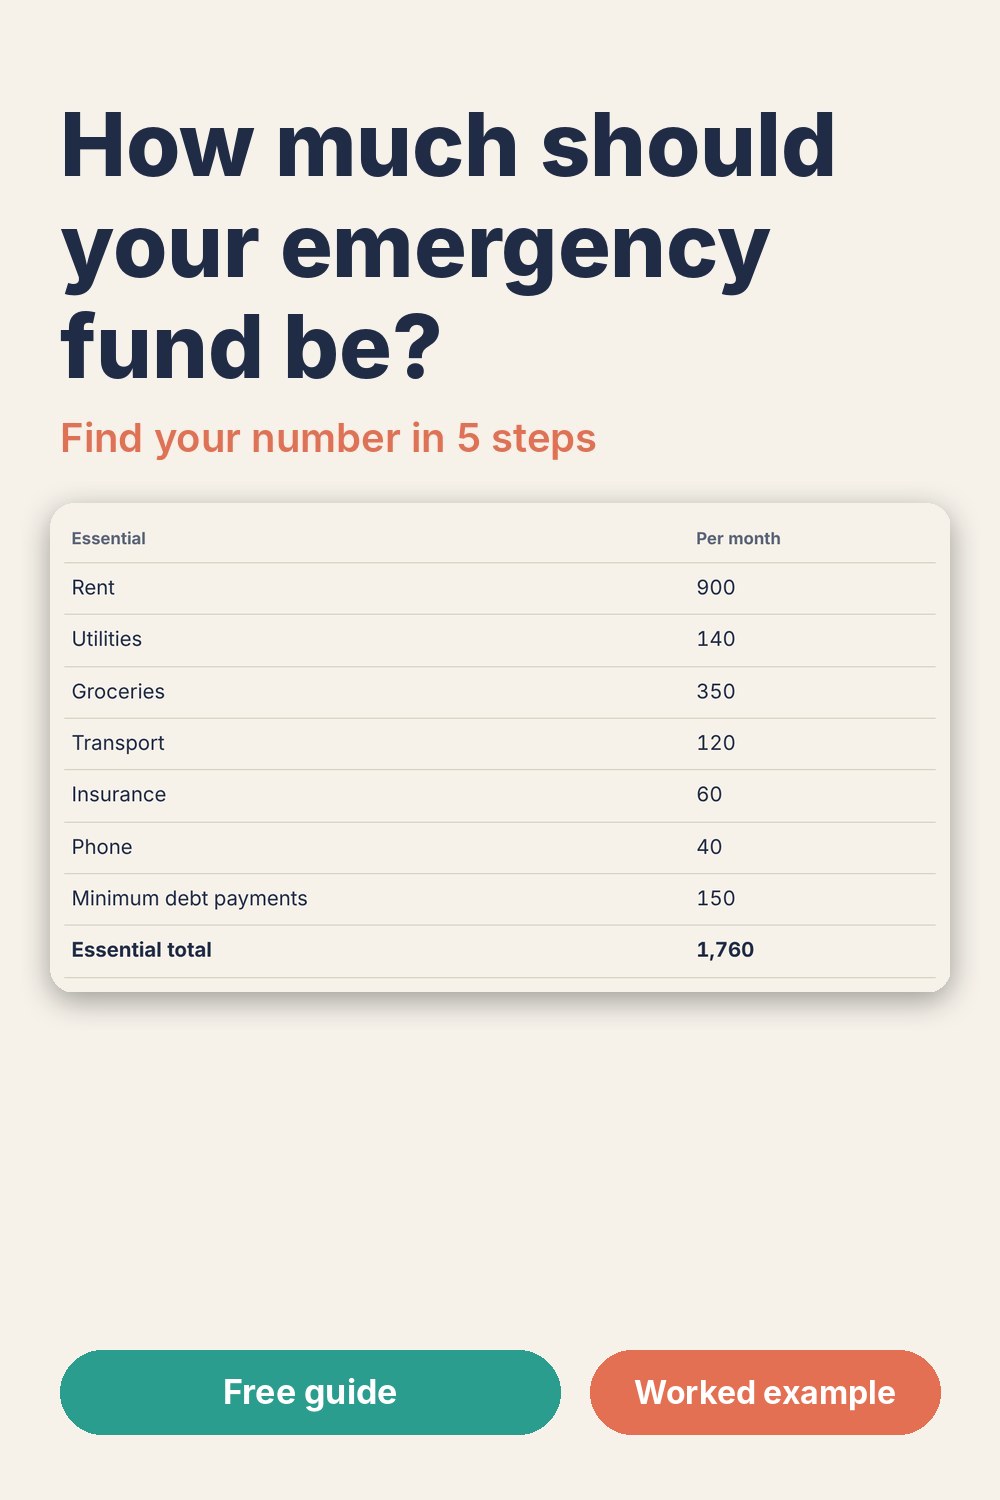 How much should
your emergency
fund be?
Find your number in 5 steps
Essential Per month
Rent 900
Utilities 140
Groceries 350
Transport 120
Insurance 60
Phone 40
Minimum debt payments 150
Essential total 1,760
Free guide Worked example